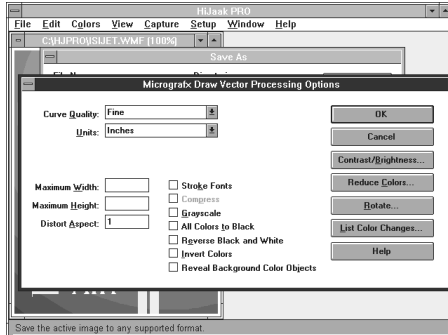 HiJaak PRO
File Edit Colors View Capture Setup Window Help
C:\HJPRO\ISIJET.WMF [100%]
Save As
Micrografx Draw Vector Processing Options
Curve Quality: Fine
Units: Inches
Maximum Width:
Maximum Height:
Distort Aspect: 1
Stroke Fonts
Compress
Grayscale
All Colors to Black
Reverse Black and White
Invert Colors
Reveal Background Color Objects
OK
Cancel
Contrast/Brightness...
Reduce Colors...
Rotate...
List Color Changes...
Help
Save the active image to any supported format.